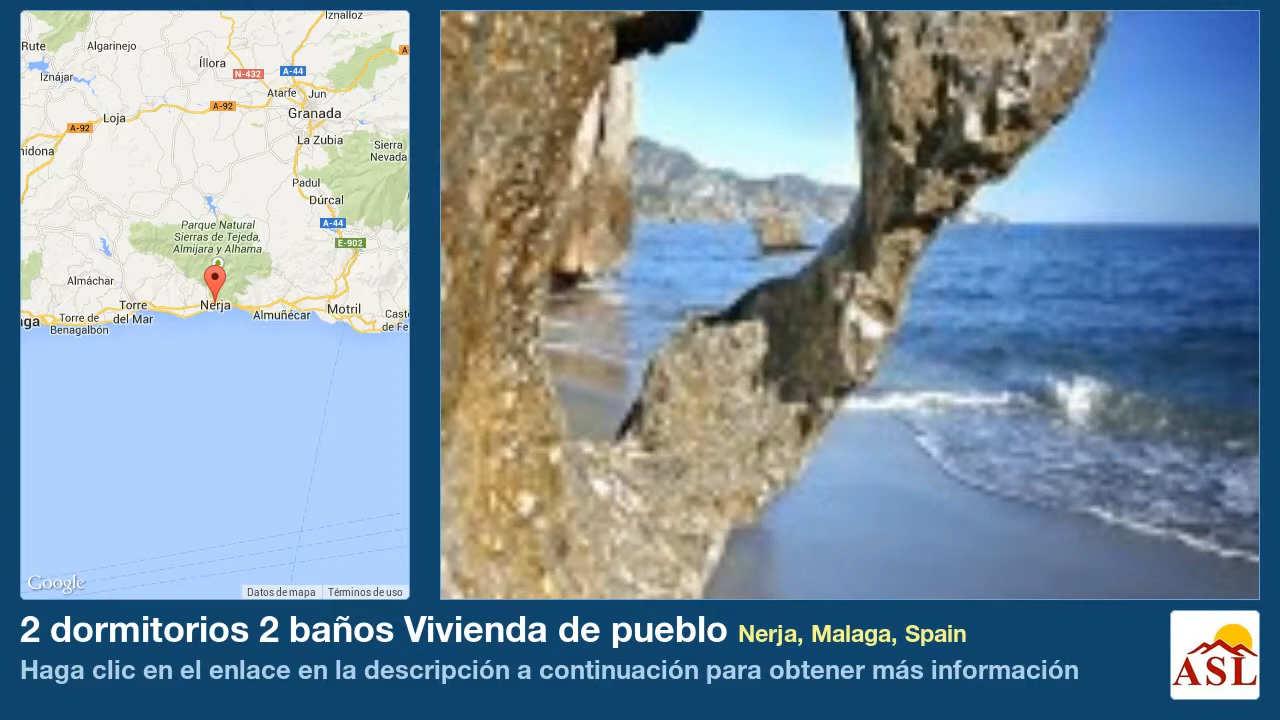 Iznalloz
Rute
Algarinejo
Íllora
A
Iznájar
N-432
A-44
Atarfe
Jun
A-92
Granada
Loja
A-92
La Zubia
Sierra
Nevada
Padul
Dúrcal
A-44
Parque Natural
Sierras de Tejeda,
Almijara y Alhama
E-902
Almáchar
Torre
del Mar
Nerja
Motril
Torre de
Benagalbón
Almuñécar
Google
Datos de mapa
Términos de uso
2 dormitorios 2 baños Vivienda de pueblo Nerja, Malaga, Spain
Haga clic en el enlace en la descripción a continuación para obtener más información
ASL